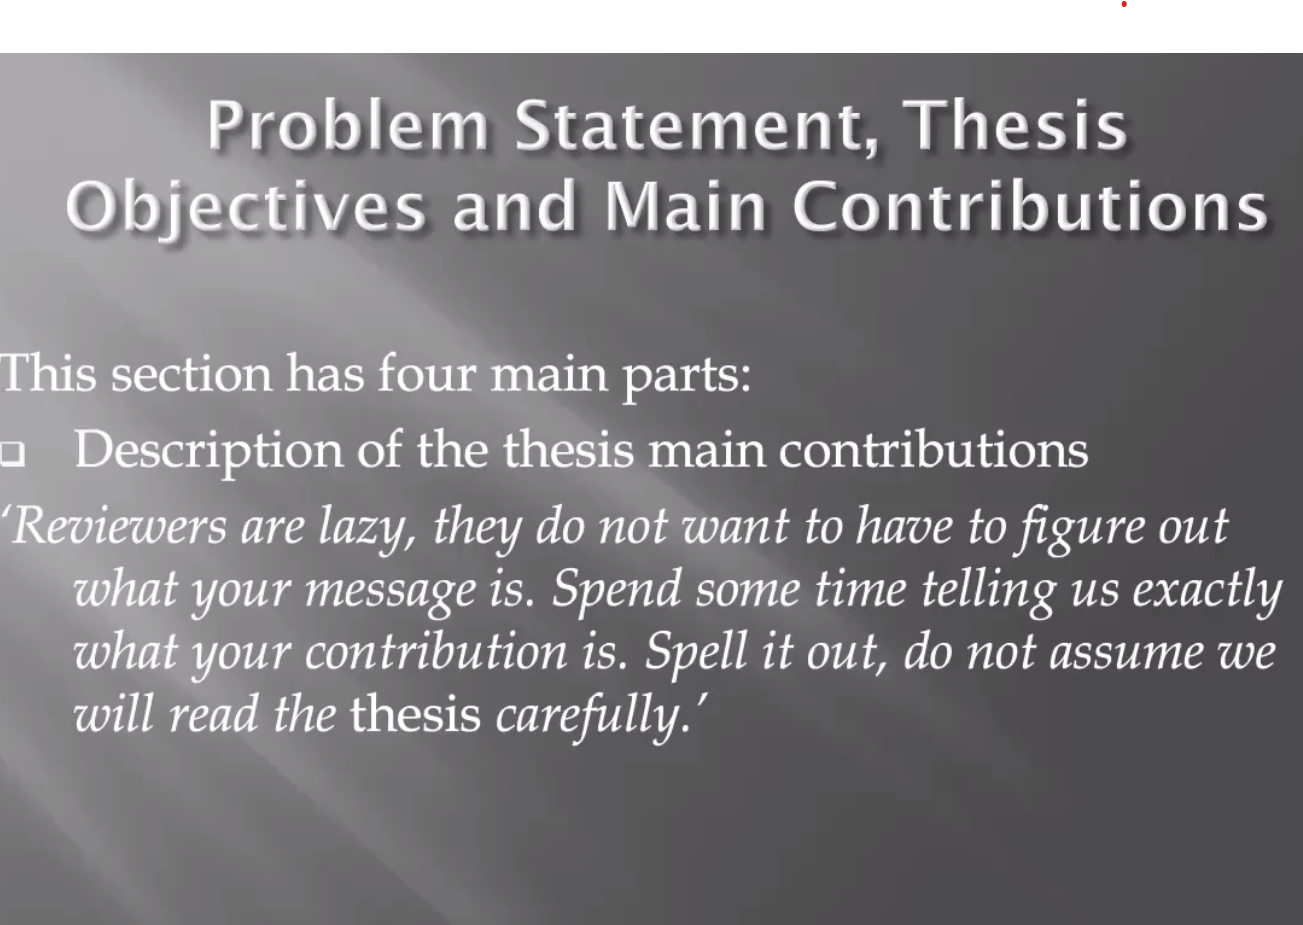 Problem Statement, Thesis
Objectives and Main Contributions
This section has four main parts:
Description of the thesis main contributions
‘Reviewers are lazy, they do not want to have to figure out
what your message is. Spend some time telling us exactly
what your contribution is. Spell it out, do not assume we
will read the thesis carefully.’